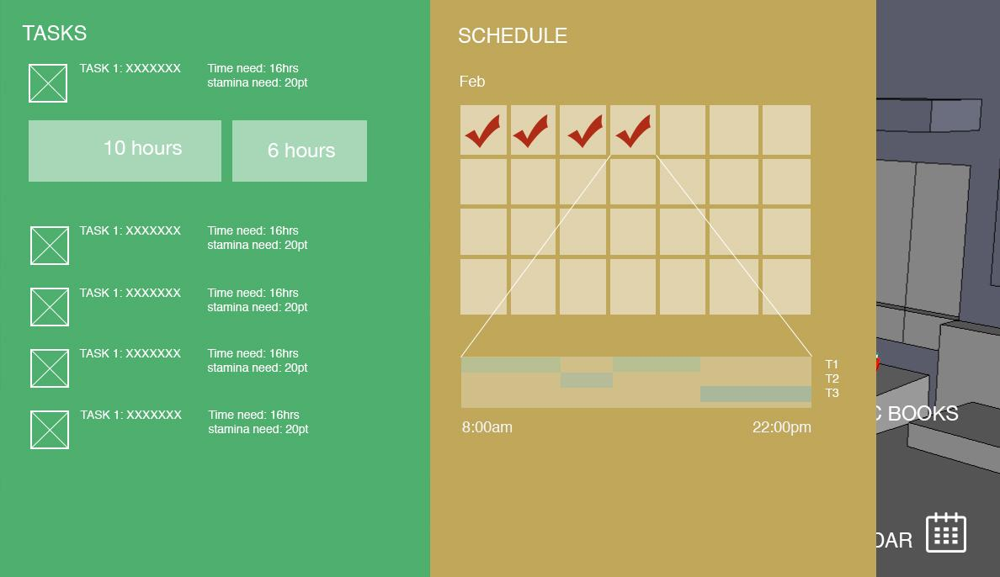 TASKS
TASK 1: XXXXXXX
Time need: 16hrs
stamina need: 20pt
10 hours
6 hours
TASK 1: XXXXXXX
Time need: 16hrs
stamina need: 20pt
TASK 1: XXXXXXX
Time need: 16hrs
stamina need: 20pt
TASK 1: XXXXXXX
Time need: 16hrs
stamina need: 20pt
TASK 1: XXXXXXX
Time need: 16hrs
stamina need: 20pt
SCHEDULE
Feb
T1
T2
T3
8:00am
22:00pm
C BOOKS
DAR